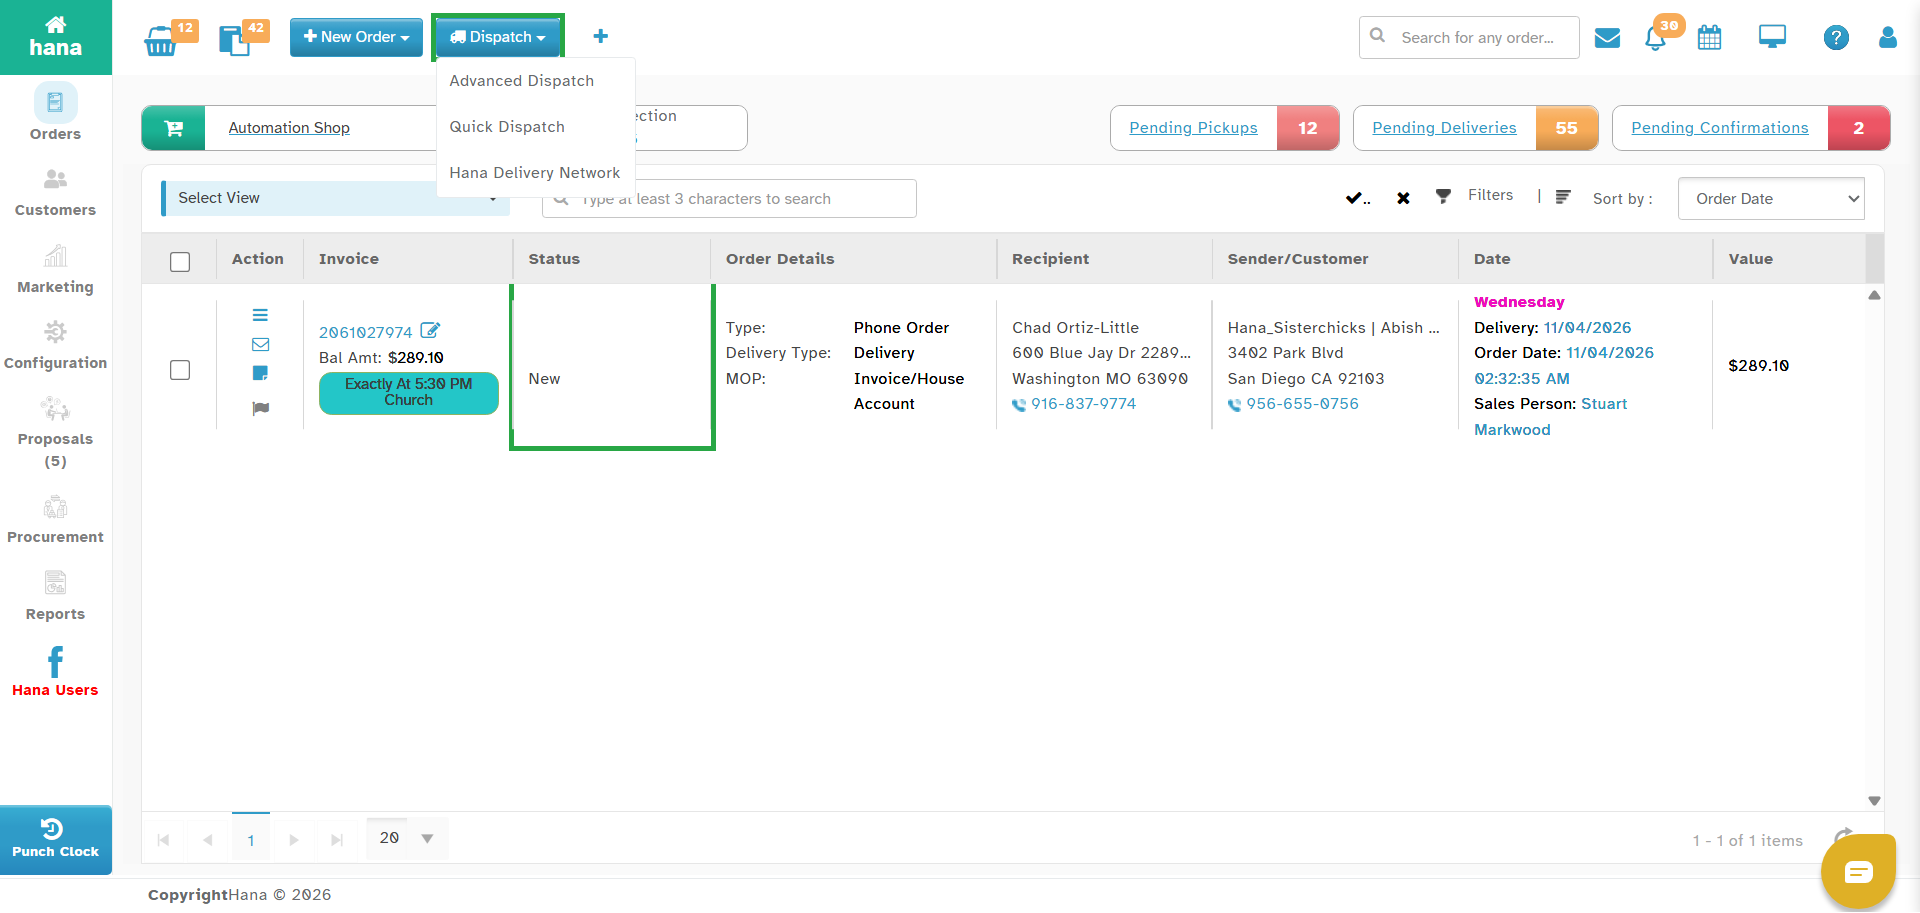 hana
12
42
New Order
Dispatch
Search for any order...
30
Advanced Dispatch
Quick Dispatch
Hana Delivery Network
Automation Shop
ection
Pending Pickups 12
Pending Deliveries 55
Pending Confirmations 2
Orders
Customers
Marketing
Configuration
Proposals
(5)
Procurement
Reports
Hana Users
Punch Clock
Select View
Type at least 3 characters to search
Filters
Sort by :
Order Date
Action
Invoice
Status
Order Details
Recipient
Sender/Customer
Date
Value
2061027974
Bal Amt: $289.10
Exactly At 5:30 PM
Church
New
Type: Phone Order
Delivery Type: Delivery
MOP: Invoice/House
Account
Chad Ortiz-Little
600 Blue Jay Dr 2289...
Washington MO 63090
916-837-9774
Hana_Sisterchicks | Abish ...
3402 Park Blvd
San Diego CA 92103
956-655-0756
Wednesday
Delivery: 11/04/2026
Order Date: 11/04/2026
02:32:35 AM
Sales Person: Stuart
Markwood
$289.10
1
20
1 - 1 of 1 items
CopyrightHana © 2026